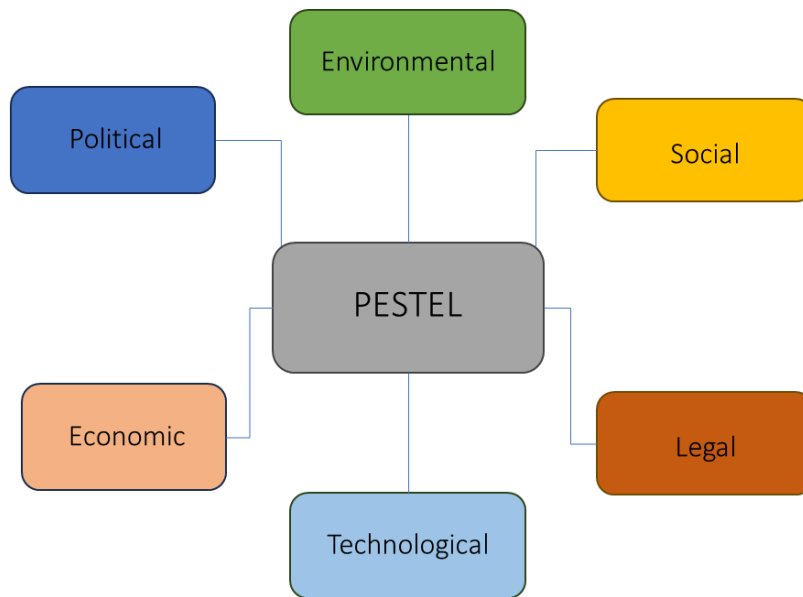 Environmental
Political
Social
PESTEL
Economic
Legal
Technological